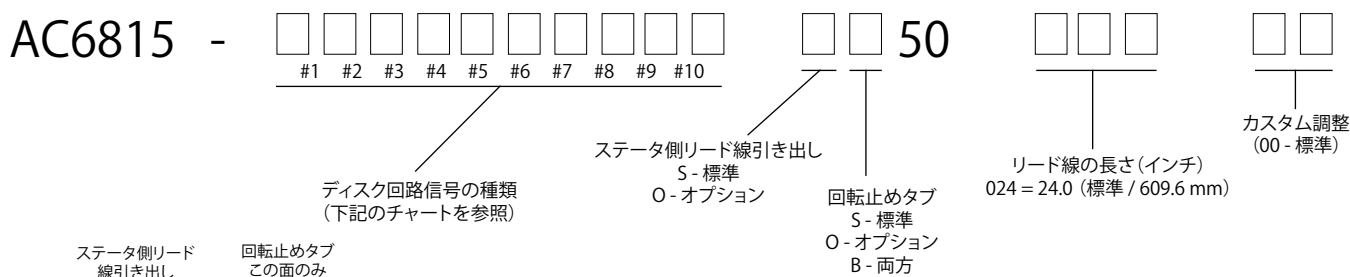 AC6815 - □□□□□□□□□□ □□50 □□□ □□
#1 #2 #3 #4 #5 #6 #7 #8 #9 #10
ディスク回路信号の種類
(下記のチャートを参照)
ステータ側リード線引き出し
S - 標準
O - オプション
回転止めタブ
S - 標準
O - オプション
B - 両方
リード線の長さ(インチ)
024 = 24.0 (標準 / 609.6 mm)
カスタム調整
(00 - 標準)
ステータ側リード
線引き出し
回転止めタブ
この面のみ